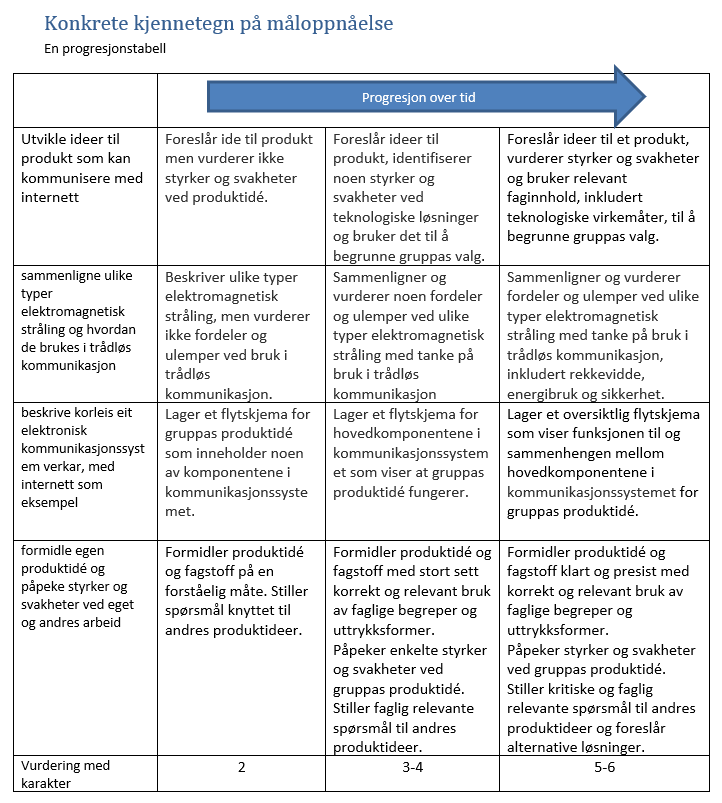 Konkrete kjennetegn på måloppnåelse
En progresjonstabell
Progresjon over tid
Utvikle ideer til
produkt som kan
kommunisere med
internett
Foreslår ide til produkt
men vurderer ikke
styrker og svakheter
ved produktidé.
Foreslår ideer til
produkt, identifiserer
noen styrker og
svakheter ved
teknologiske løsninger
og bruker det til å
begrunne gruppas valg.
Foreslår ideer til et produkt,
vurderer styrker og svakheter
og bruker relevant
faginnhold, inkludert
teknologiske virkemåter, til å
begrunne gruppas valg.
sammenligne ulike
typer
elektromagnetisk
stråling og hvordan
de brukes i trådløs
kommunikasjon
Beskriver ulike typer
elektromagnetisk
stråling, men vurderer
ikke fordeler og
ulemper ved bruk i
trådløs
kommunikasjon.
Sammenligner og
vurderer noen fordeler
og ulemper ved ulike
typer elektromagnetisk
stråling med tanke på
bruk i trådløs
kommunikasjon
Sammenligner og vurderer
fordeler og ulemper ved ulike
typer elektromagnetisk
stråling med tanke på bruk i
trådløs kommunikasjon,
inkludert rekkevidde,
energibruk og sikkerhet.
beskrive korleis eit
elektronisk
kommunikasjonssyst
em verkar, med
internett som
eksempel
Lager et flytskjema for
gruppas produktidé
som inneholder noen
av komponentene i
kommunikasjonssyste
met.
Lager et flytskjema for
hovedkomponentene i
kommunikasjonssystem
et som viser at gruppas
produktidé fungerer.
Lager et oversiktlig flytskjema
som viser funksjonen til og
sammenhengen mellom
hovedkomponentene i
kommunikasjonssystemet for
gruppas produktidé.
formidle egen
produktidé og
påpeke styrker og
svakheter ved eget
og andres arbeid
Formidler produktidé
og fagstoff på en
forståelig måte. Stiller
spørsmål knyttet til
andres produktideer.
Formidler produktidé og
fagstoff med stort sett
korrekt og relevant bruk
av faglige begreper og
uttrykksformer.
Påpeker enkelte styrker
og svakheter ved
gruppas produktidé.
Stiller faglig relevante
spørsmål til andres
produktideer.
Formidler produktidé og
fagstoff klart og presist med
korrekt og relevant bruk av
faglige begreper og
uttrykksformer.
Påpeker styrker og svakheter
ved gruppas produktidé.
Stiller kritiske og faglig
relevante spørsmål til andres
produktideer og foreslår
alternative løsninger.
Vurdering med
karakter
2
3-4
5-6